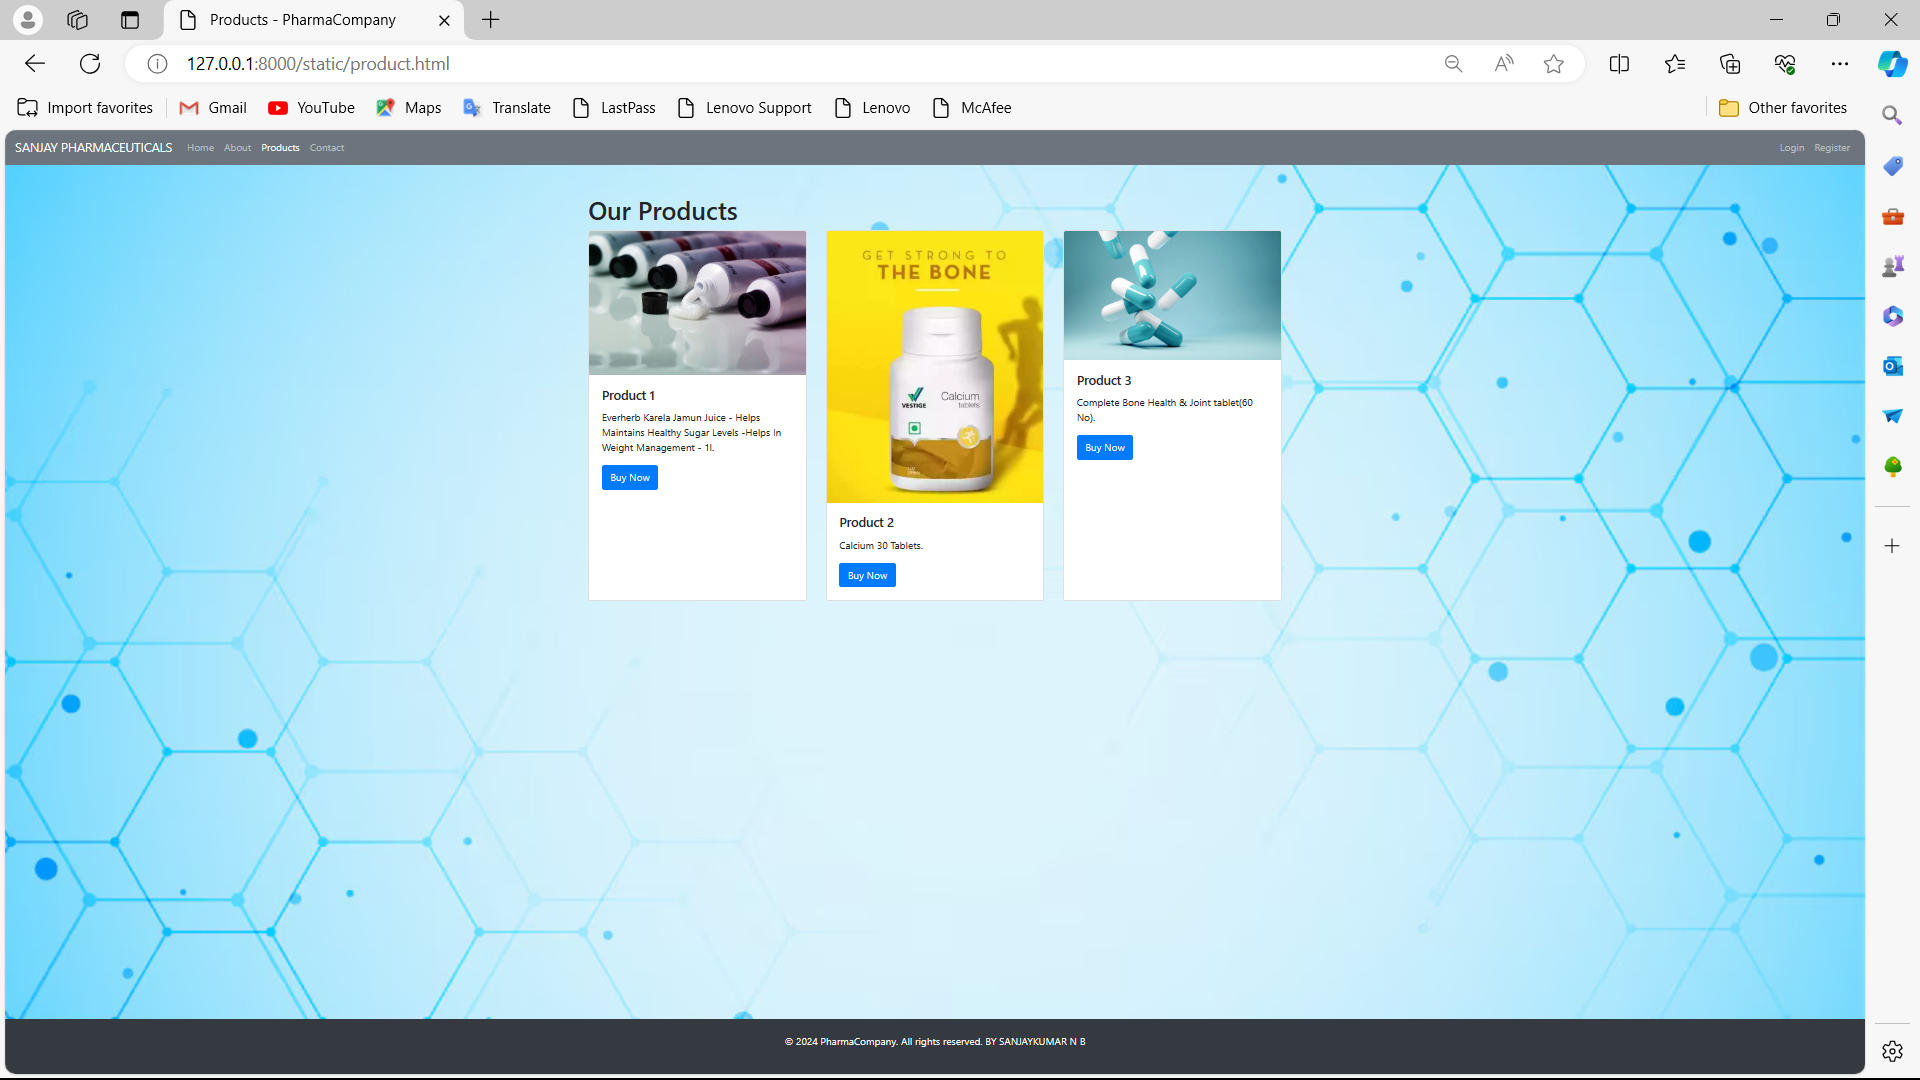 Products - PharmaCompany
127.0.0.1:8000/static/product.html
Import favorites
Gmail
YouTube
Maps
Translate
LastPass
Lenovo Support
Lenovo
McAfee
Other favorites
SANJAY PHARMACEUTICALS
Home
About
Products
Contact
Login
Register
Our Products
Product 1
Everherb Karela Jamun Juice - Helps
Maintains Healthy Sugar Levels -Helps In
Weight Management - 1l.
Buy Now
GET STRONG TO
THE BONE
VESTIGE
Calcium
tablets
Product 2
Calcium 30 Tablets.
Buy Now
Product 3
Complete Bone Health & Joint tablet(60
No).
Buy Now
© 2024 PharmaCompany. All rights reserved. BY SANJAYKUMAR N B